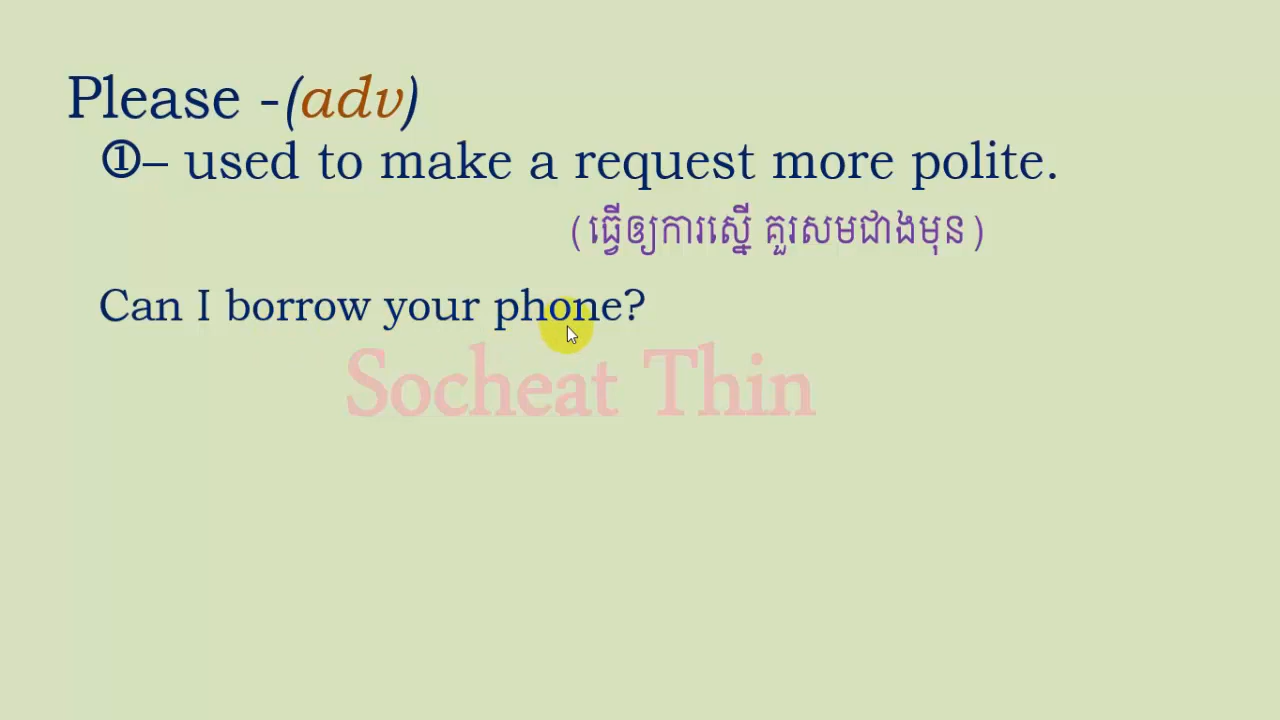 Please -(adv)
①– used to make a request more polite.
(ធ្វើឲ្យការស្នើ គួរសមជាងមុន)
Can I borrow your phone?
Socheat Thin